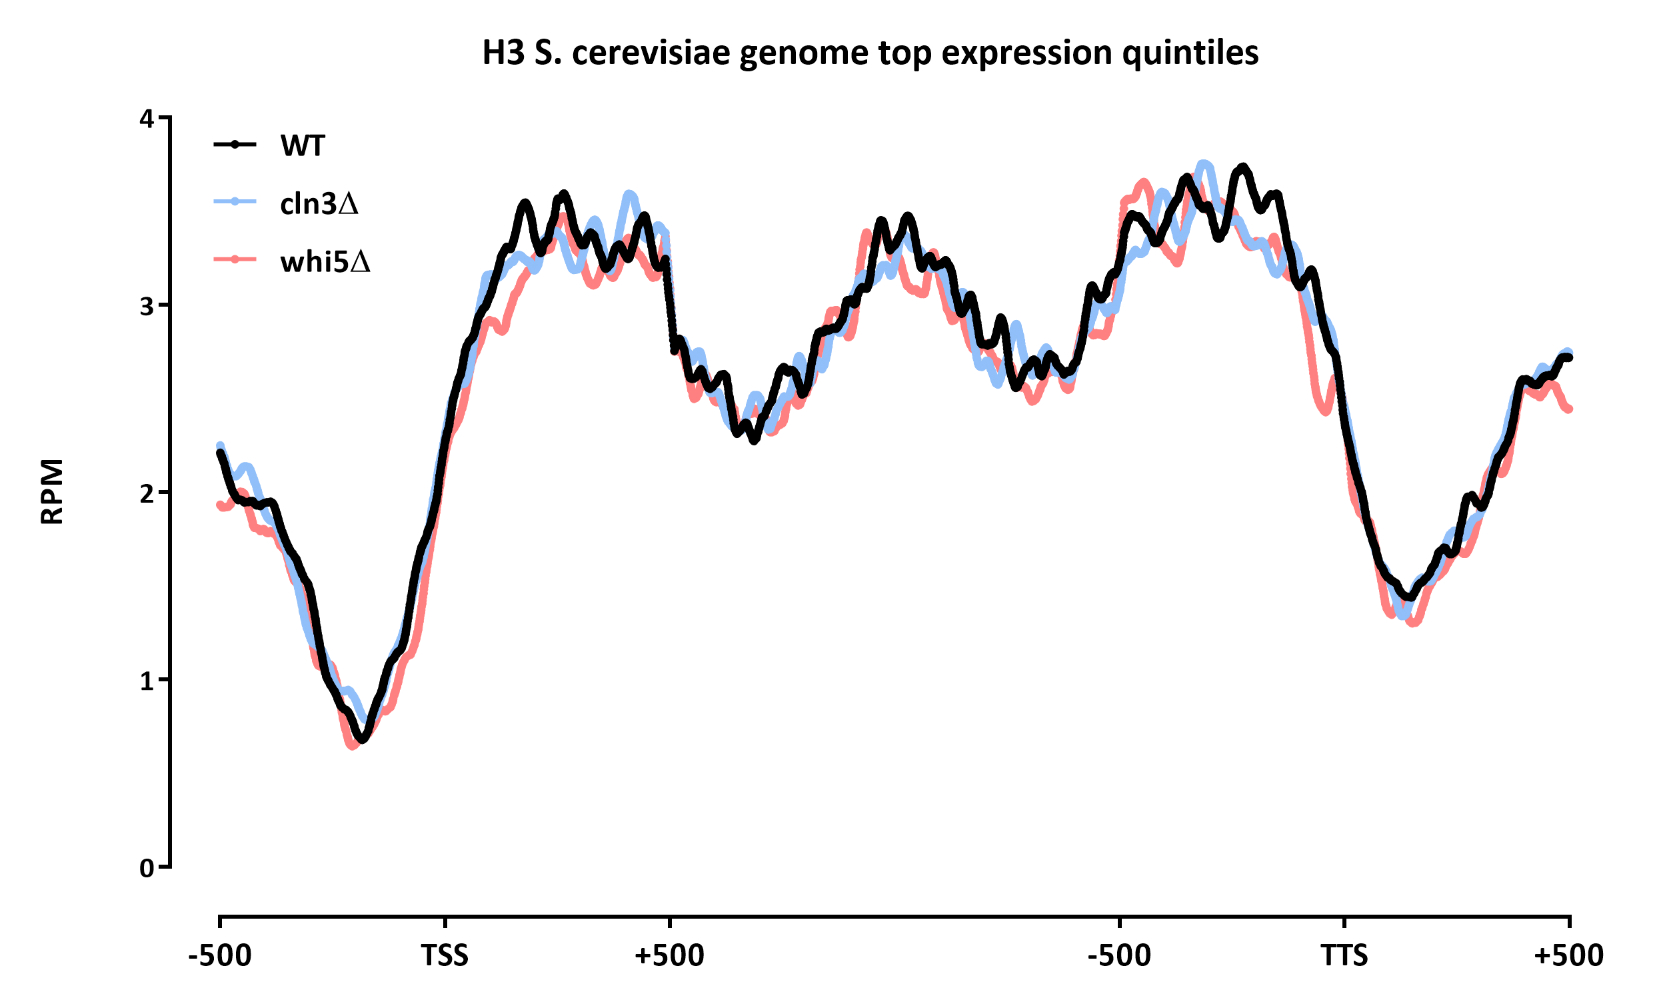 H3 S. cerevisiae genome top expression quintiles
WT
cln3Δ
whi5Δ
RPM
4
3
2
1
0
-500 TSS +500 -500 TTS +500